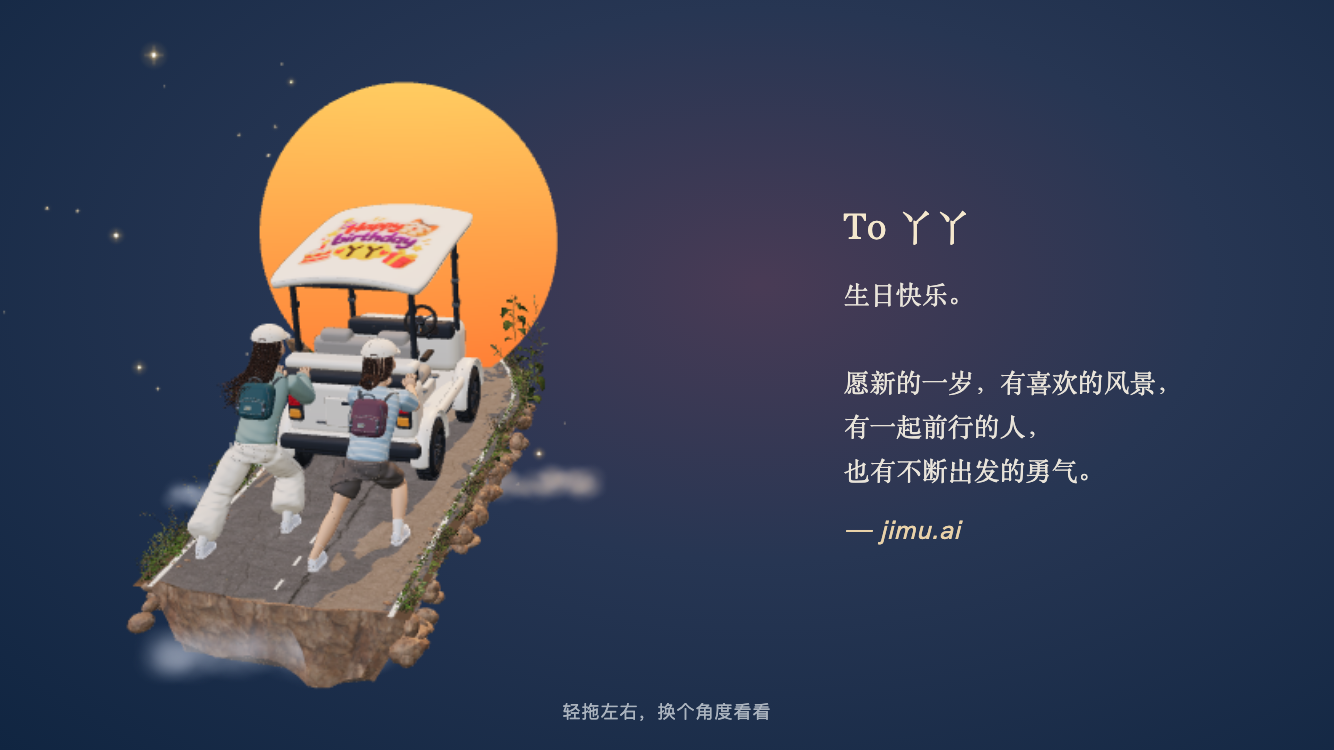 Happy
birthday
丫丫
To 丫丫
生日快乐。
愿新的一岁，有喜欢的风景，
有一起前行的人，
也有不断出发的勇气。
— jimu.ai
轻拖左右，换个角度看看